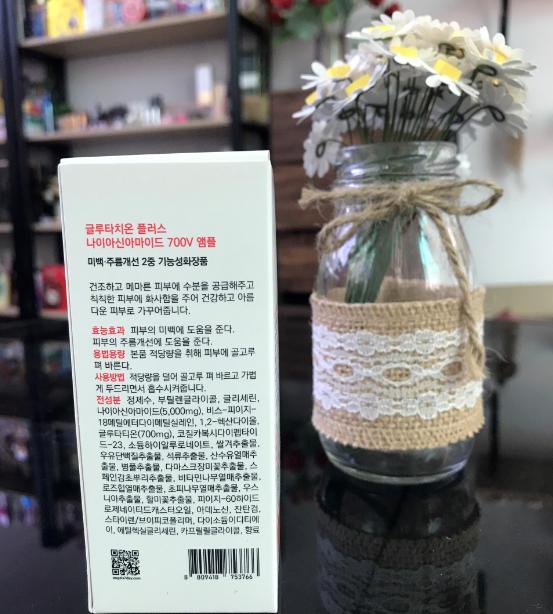 글루타치온 플러스
나이아신아마이드 700V 앰플
미백·주름개선 2중 기능성화장품
건조하고 메마른 피부에 수분을 공급해주고
칙칙한 피부에 화사함을 주어 건강하고 아름
다운 피부로 가꾸어줍니다.
효능효과 피부의 미백에 도움을 준다.
피부의 주름개선에 도움을 준다.
용법용량 본품 적당량을 취해 피부에 골고루
펴 바른다.
사용방법 적당량을 덜어 골고루 펴 바르고 가볍
게 두드리면서 흡수시켜줍니다.
전성분 정제수, 부틸렌글라이콜, 글리세린,
나이아신아마이드(5,000mg), 비스-피이지-
18메틸에터다이메틸실레인, 1,2-헥산다이올,
글루타티온(700mg), 코직카복시다이펩타이
드-23, 소듐하이알루로네이트, 쌀겨추출물,
우유단백질추출물, 석류추출물, 산수유열매추
출물, 병풀추출물, 다마스크장미꽃추출물, 스
페인감초뿌리추출물, 비타민나무열매추출물,
로즈힙열매추출물, 초피나무열매추출물, 우스
니아추출물, 할미꽃추출물, 피이지-60하이드
로제네이티드캐스터오일, 아데노신, 잔탄검,
스타이렌/브이피코폴리머, 다이소듐이디티에
이, 에틸헥실글리세린, 카프릴릴글라이콜, 향료
8 809418 753766